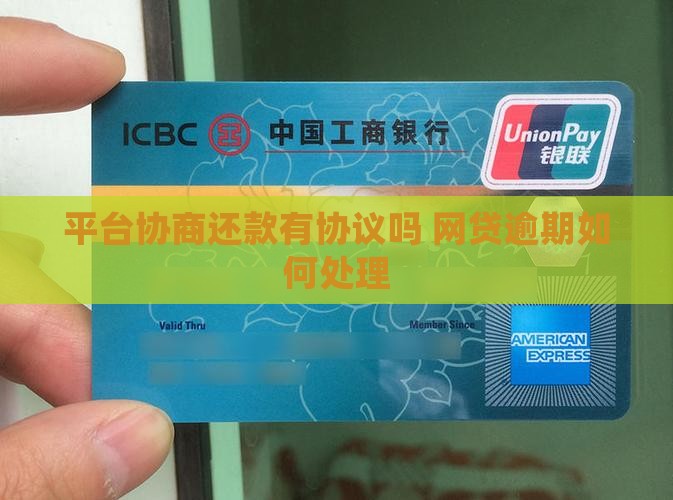 ICBC 中国工商银行
UnionPay
银联
平台协商还款有协议吗 网贷逾期如
何处理
Valid Thru
Member Since
AMERICAN
EXPRESS